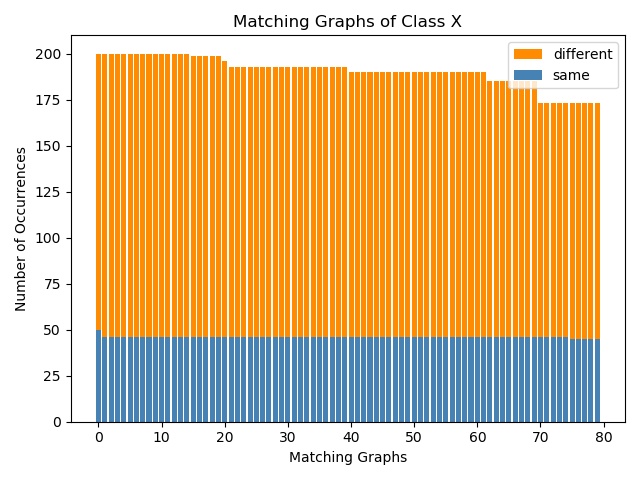 Matching Graphs of Class X
different
same
Number of Occurrences
200
175
150
125
100
75
50
25
0
0 10 20 30 40 50 60 70 80
Matching Graphs